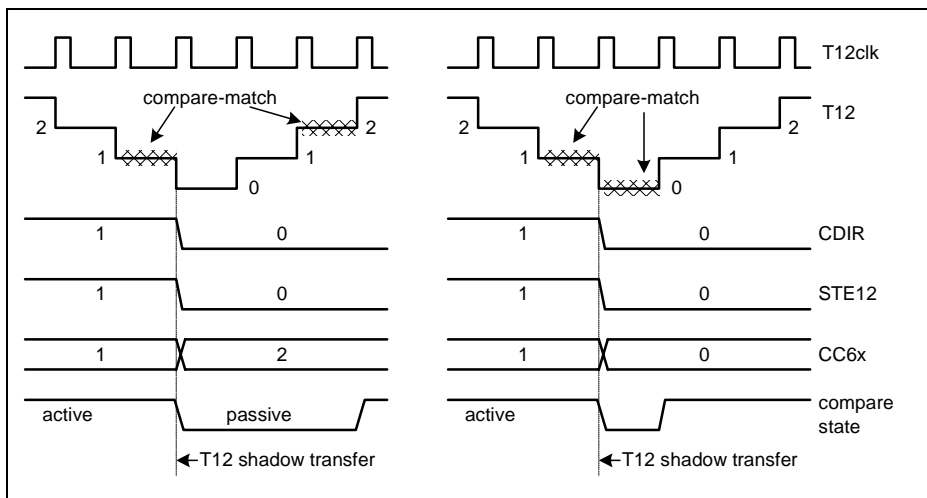 T12clk
compare-match compare-match T12
2 2 2 2
1 1 1 1
0 0
1 0 1 0 CDIR
1 0 1 0 STE12
1 2 1 0 CC6x
active passive active compare state
T12 shadow transfer T12 shadow transfer